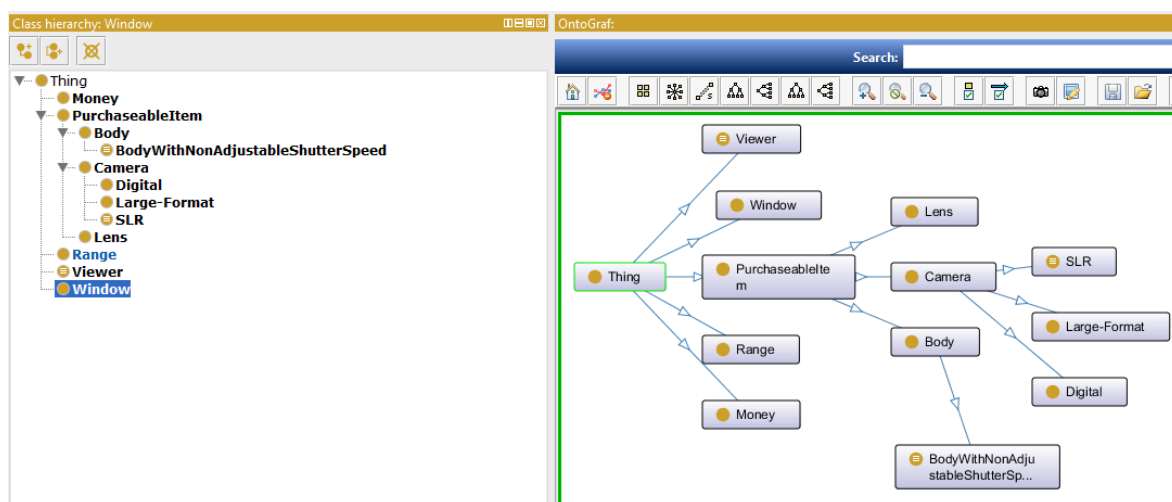 Class hierarchy: Window
Thing
Money
PurchaseableItem
Body
BodyWithNonAdjustableShutterSpeed
Camera
Digital
Large-Format
SLR
Lens
Range
Viewer
Window
OntoGraf:
Search:
Viewer
Window
Lens
Thing
PurchaseableIte
m
Camera
SLR
Large-Format
Range
Body
Digital
Money
BodyWithNonAdju
stableShutterSp...